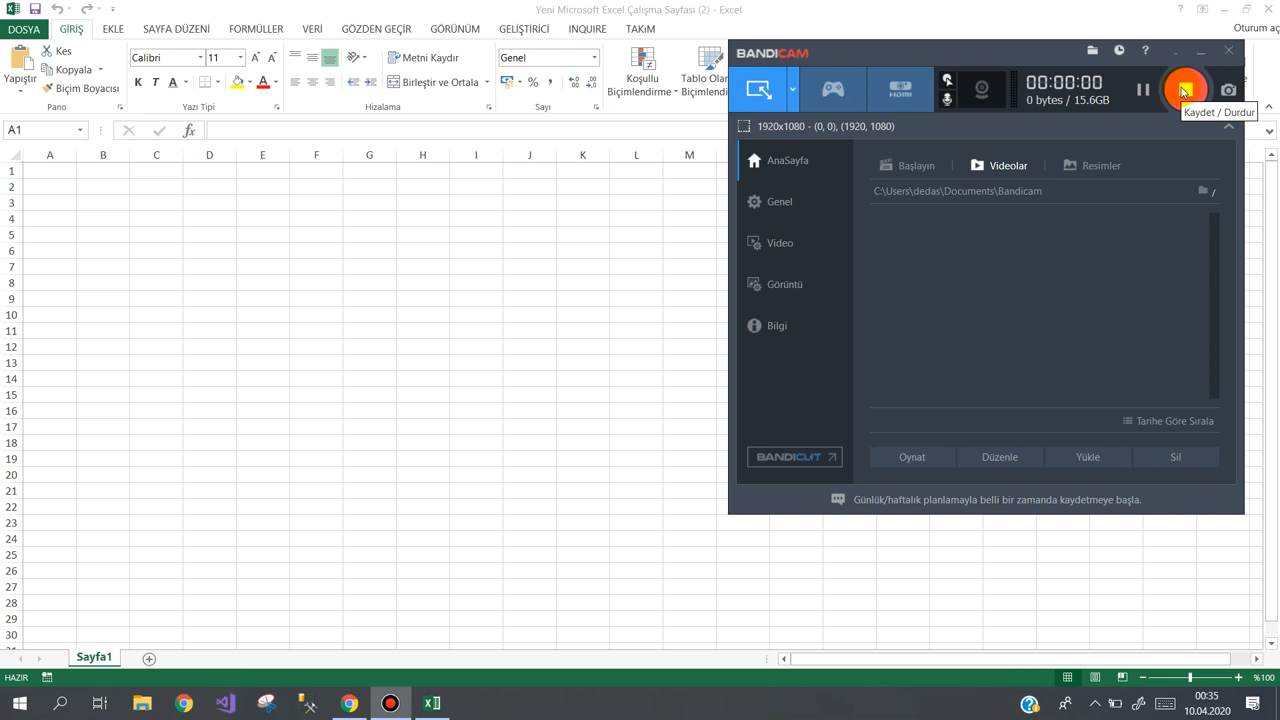 Yeni Microsoft Excel Çalışma Sayfası (2) - Excel
DOSYA GİRİŞ EKLE SAYFA DÜZENİ FORMÜLLER VERİ GÖZDEN GEÇİR GÖRÜNÜM GELİŞTİRİCİ INQUIRE TAKıM Oturum aç
Yapıştır
Kes
Kopyala
Biçim Boyacısı
Pano
Calibri 11
K T A
Yazı Tipi
Metni Kaydır
Birleştir ve Ortala
Hizalama
Genel
%
Sayı
Koşullu
Biçimlendirme
Tablo Olar
Biçimlendir
A1
fx
A B C D E F G H I J K L M
1
2
3
4
5
6
7
8
9
10
11
12
13
14
15
16
17
18
19
20
21
22
23
24
25
26
27
28
29
30
BANDICAM
?
HDMI
00:00:00
0 bytes / 15.6GB
Kaydet / Durdur
1920x1080 - (0, 0), (1920, 1080)
AnaSayfa
Genel
Video
Görüntü
Bilgi
BANDICUT
Başlayın Videolar Resimler
C:\Users\dedas\Documents\Bandicam /
Tarihe Göre Sırala
Oynat Düzenle Yükle Sil
Günlük/haftalık planlamayla belli bir zamanda kaydetmeye başla.
Sayfa1
HAZIR
%100
00:35
10.04.2020